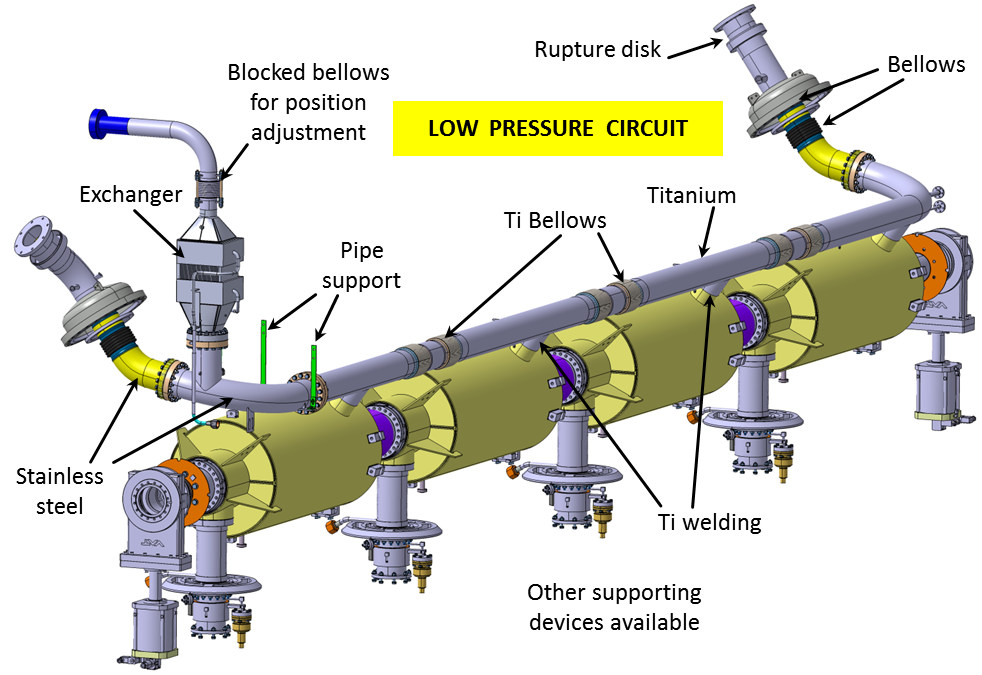 Rupture disk
Bellows
Blocked bellows
for position
adjustment
LOW PRESSURE CIRCUIT
Exchanger
Titanium
Ti Bellows
Pipe
support
Stainless
steel
Ti welding
Other supporting
devices available